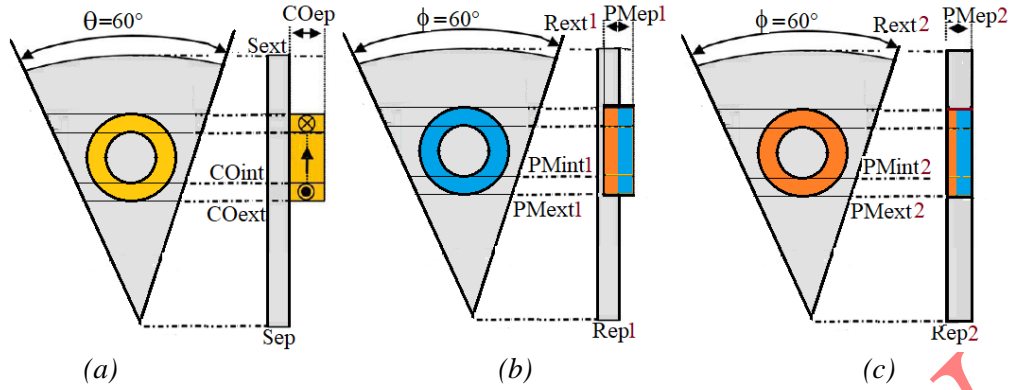 θ=60°
COep
Sext
COint
COext
Sep
(a)
ϕ=60°
Rext1
PMep1
PMint1
PMext1
Rep1
(b)
ϕ=60°
Rext2
PMep2
PMint2
PMext2
Rep2
(c)